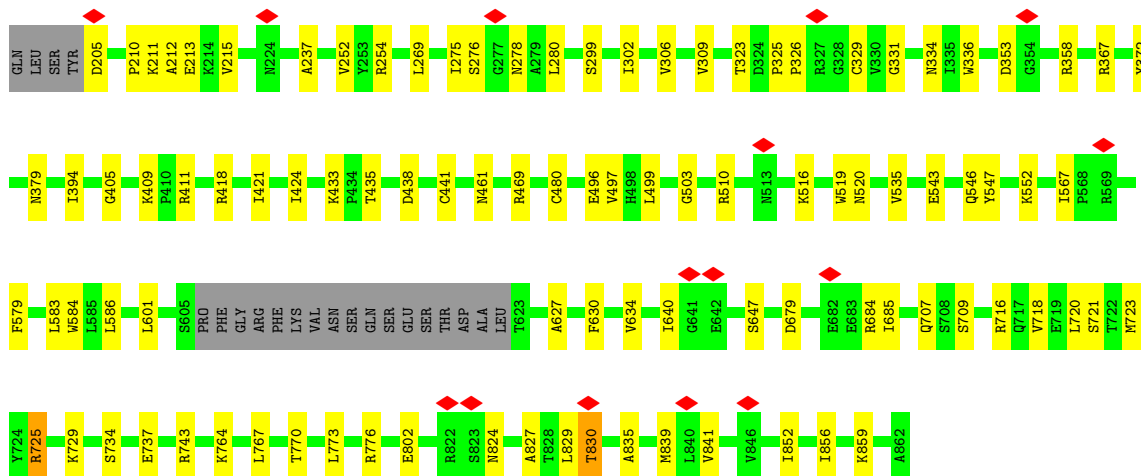 GLN LEU SER TYR D205 P210 K211 A212 E213 K214 V215 N224 A237 V252 Y253 R254 L269 I275 S276 G277 N278 A279 L280 S299 I302 V306 V309 T323 D324 P325 P326 R327 G328 C329 V330 G331 N334 I335 W336 D353 G354 R358 R367
N379 I394 G405 K409 P410 R411 R418 I421 I424 K433 P434 T435 D438 C441 N461 R469 C480 E496 V497 H498 L499 G503 R510 N513 K516 W519 N520 V535 E543 Q546 Y547 K552 I567 P568 R569
F579 L583 W584 L585 L586 L601 S605 PRO PHE GLY ARG PHE LYS VAL ASN SER GLN SER GLU SER THR ASP ALA LEU T623 A627 F630 V634 I640 G641 E642 S647 D679 E682 E683 R684 I685 Q707 S708 S709 R716 Q717 V718 E719 L720 S721 T722 M723
Y724 R725 K729 S734 E737 R743 K764 L767 T770 L773 R776 E802 R822 S823 N824 A827 T828 L829 T830 A835 M839 L840 V841 V846 I852 I856 K859 A862